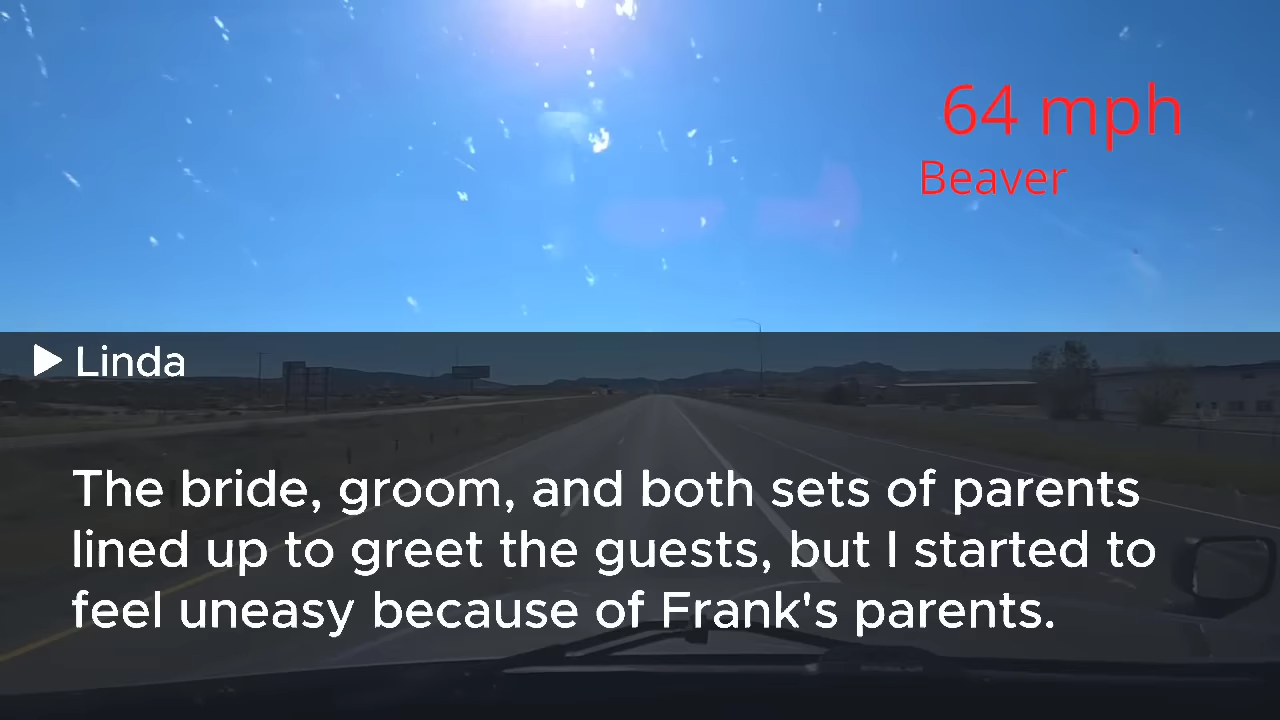 64 mph
Beaver
Linda
The bride, groom, and both sets of parents
lined up to greet the guests, but I started to
feel uneasy because of Frank's parents.